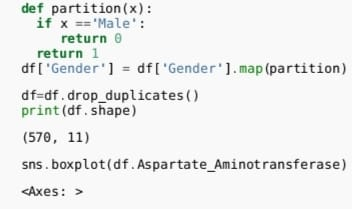 def partition(x):
  if x =='Male':
    return 0
  return 1
df['Gender'] = df['Gender'].map(partition)
df=df.drop_duplicates()
print(df.shape)
(570, 11)
sns.boxplot(df.Aspartate_Aminotransferase)
<Axes: >